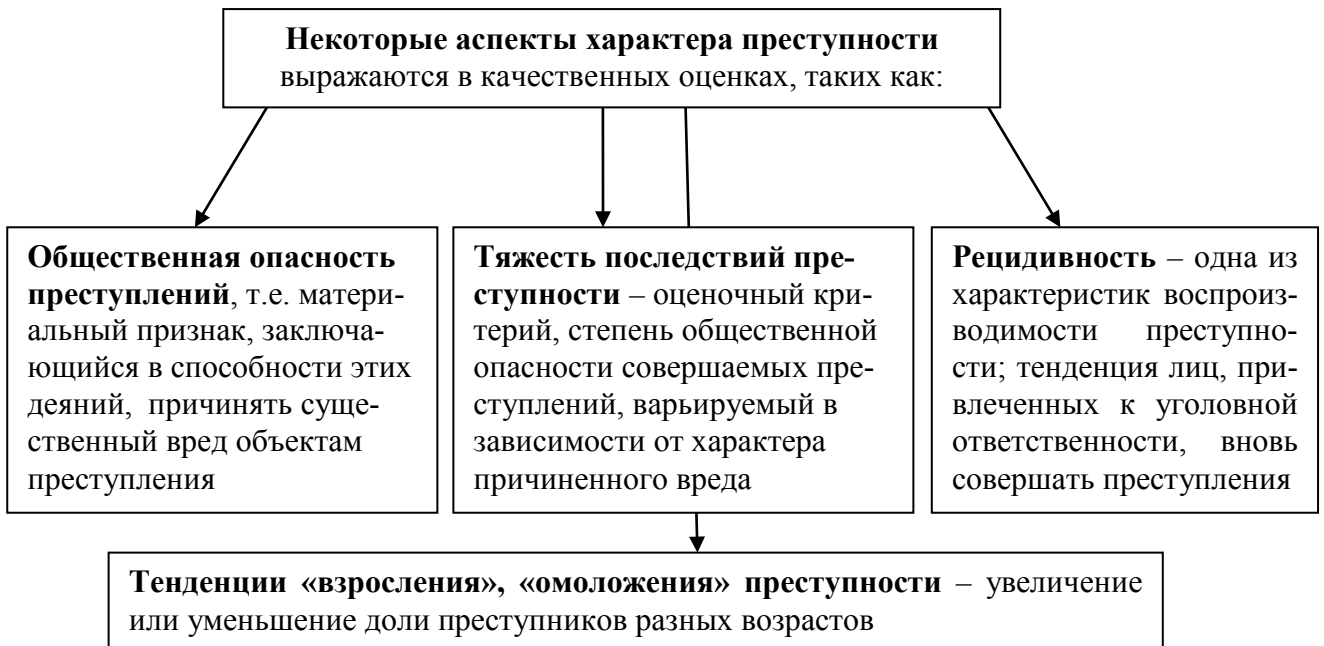 Некоторые аспекты характера преступности
выражаются в качественных оценках, таких как:
Общественная опасность
преступлений, т.е. матери-
альный признак, заключа-
ющийся в способности этих
деяний, причинять суще-
ственный вред объектам
преступления
Тяжесть последствий пре-
ступности – оценочный кри-
терий, степень общественной
опасности совершаемых пре-
ступлений, варьируемый в
зависимости от характера
причиненного вреда
Рецидивность – одна из
характеристик воспроиз-
водимости преступно-
сти; тенденция лиц, при-
влеченных к уголовной
ответственности, вновь
совершать преступления
Тенденции «взросления», «омоложения» преступности – увеличение
или уменьшение доли преступников разных возрастов